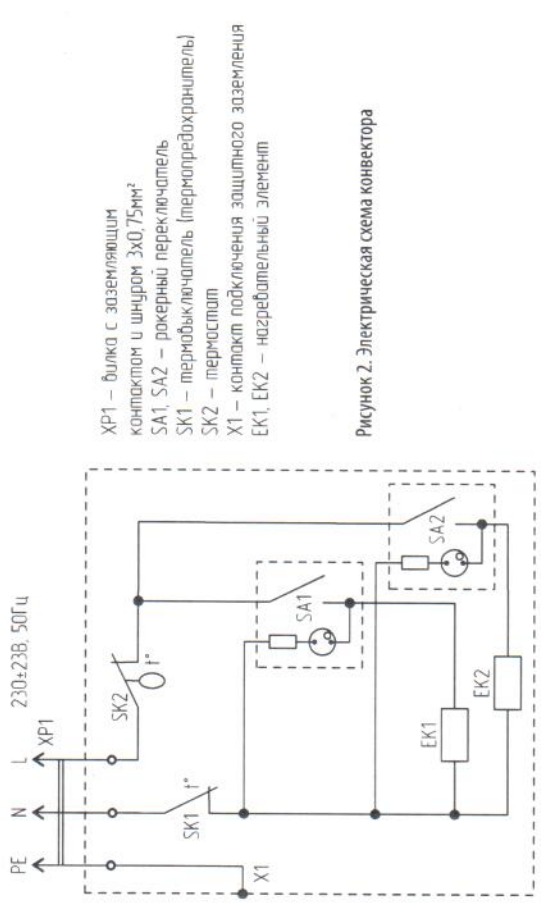 230±23В, 50Гц
PE
N
L
XP1
SK2
t°
SK1
t°
X1
SA1
SA2
EK1
EK2
XP1 – вилка с заземляющим
контактом и шнуром 3х0,75мм²
SA1, SA2 – рокерный переключатель
SK1 – термовыключатель (термопредохранитель)
SK2 – термостат
X1 – контакт подключения защитного заземления
EK1, EK2 – нагревательный элемент
Рисунок 2. Электрическая схема конвектора